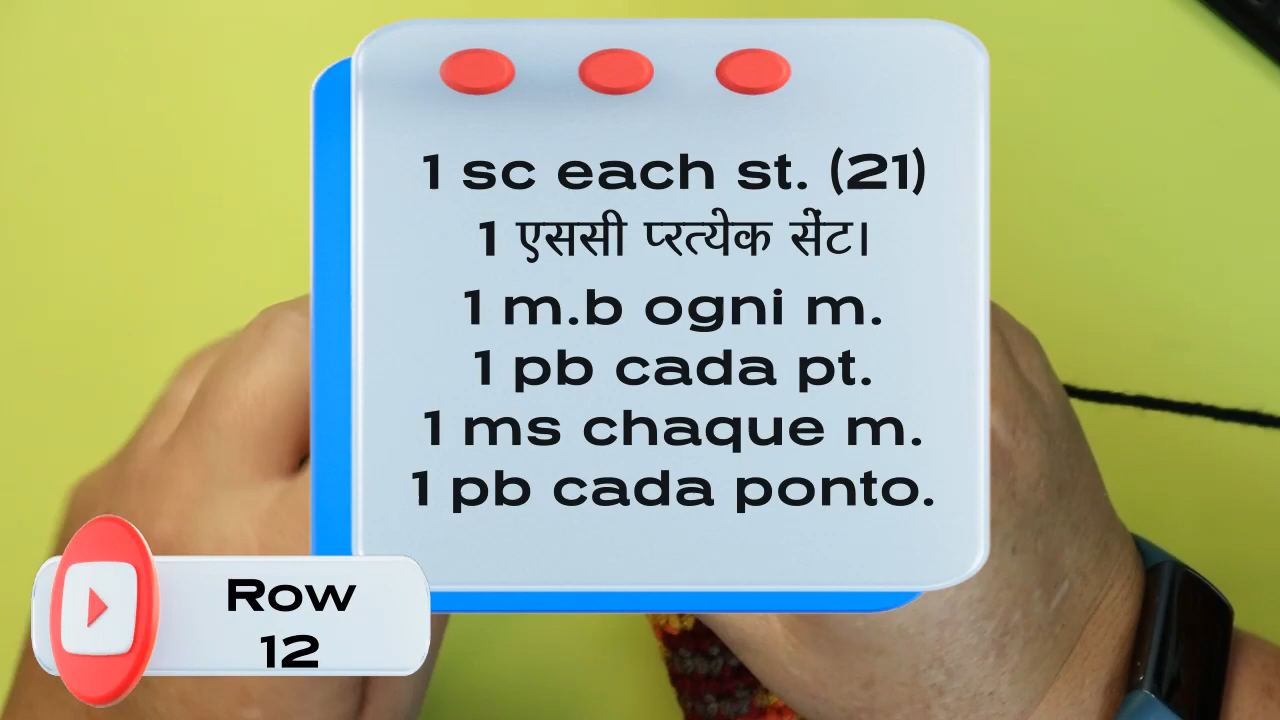 1 sc each st. (21)
1 एससी प्रत्येक सेंट।
1 m.b ogni m.
1 pb cada pt.
1 ms chaque m.
1 pb cada ponto.
Row
12